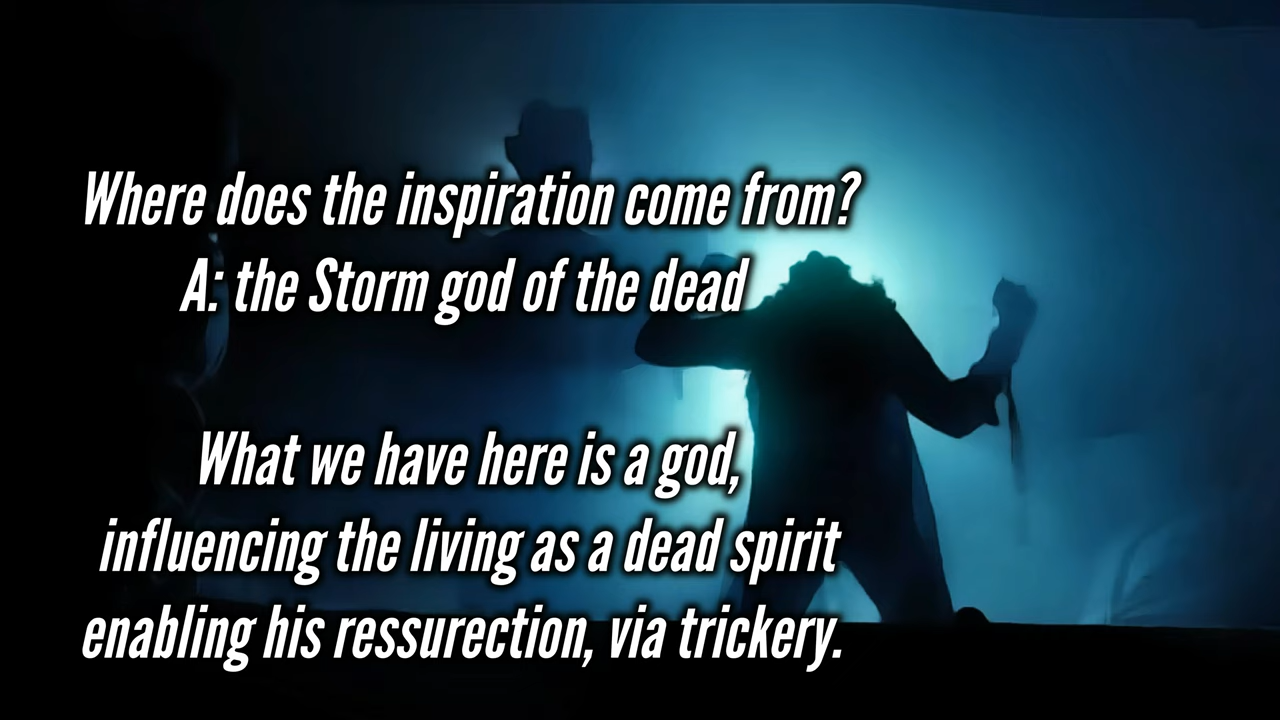 Where does the inspiration come from?
A: the Storm god of the dead
What we have here is a god,
influencing the living as a dead spirit
enabling his ressurection, via trickery.